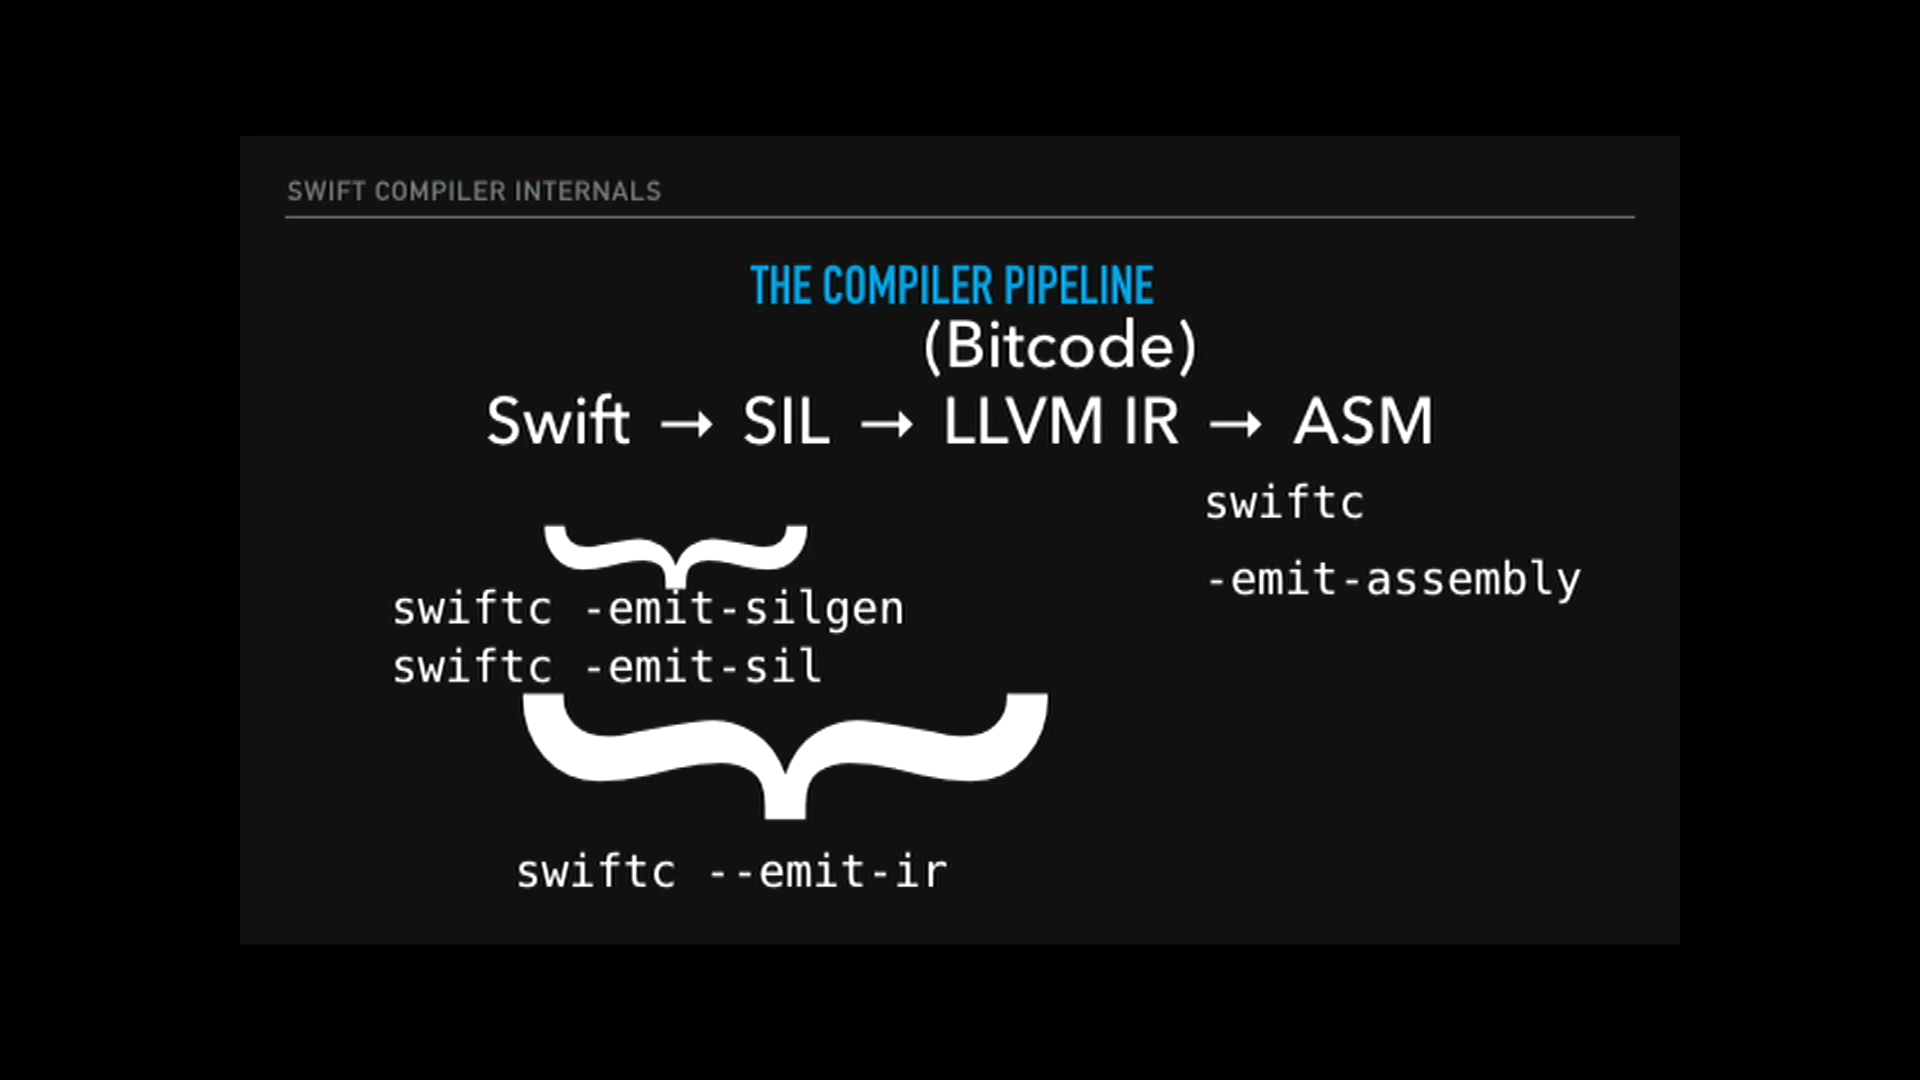 SWIFT COMPILER INTERNALS
THE COMPILER PIPELINE
(Bitcode)
Swift → SIL → LLVM IR → ASM
swiftc
-emit-assembly
swiftc -emit-silgen
swiftc -emit-sil
swiftc --emit-ir